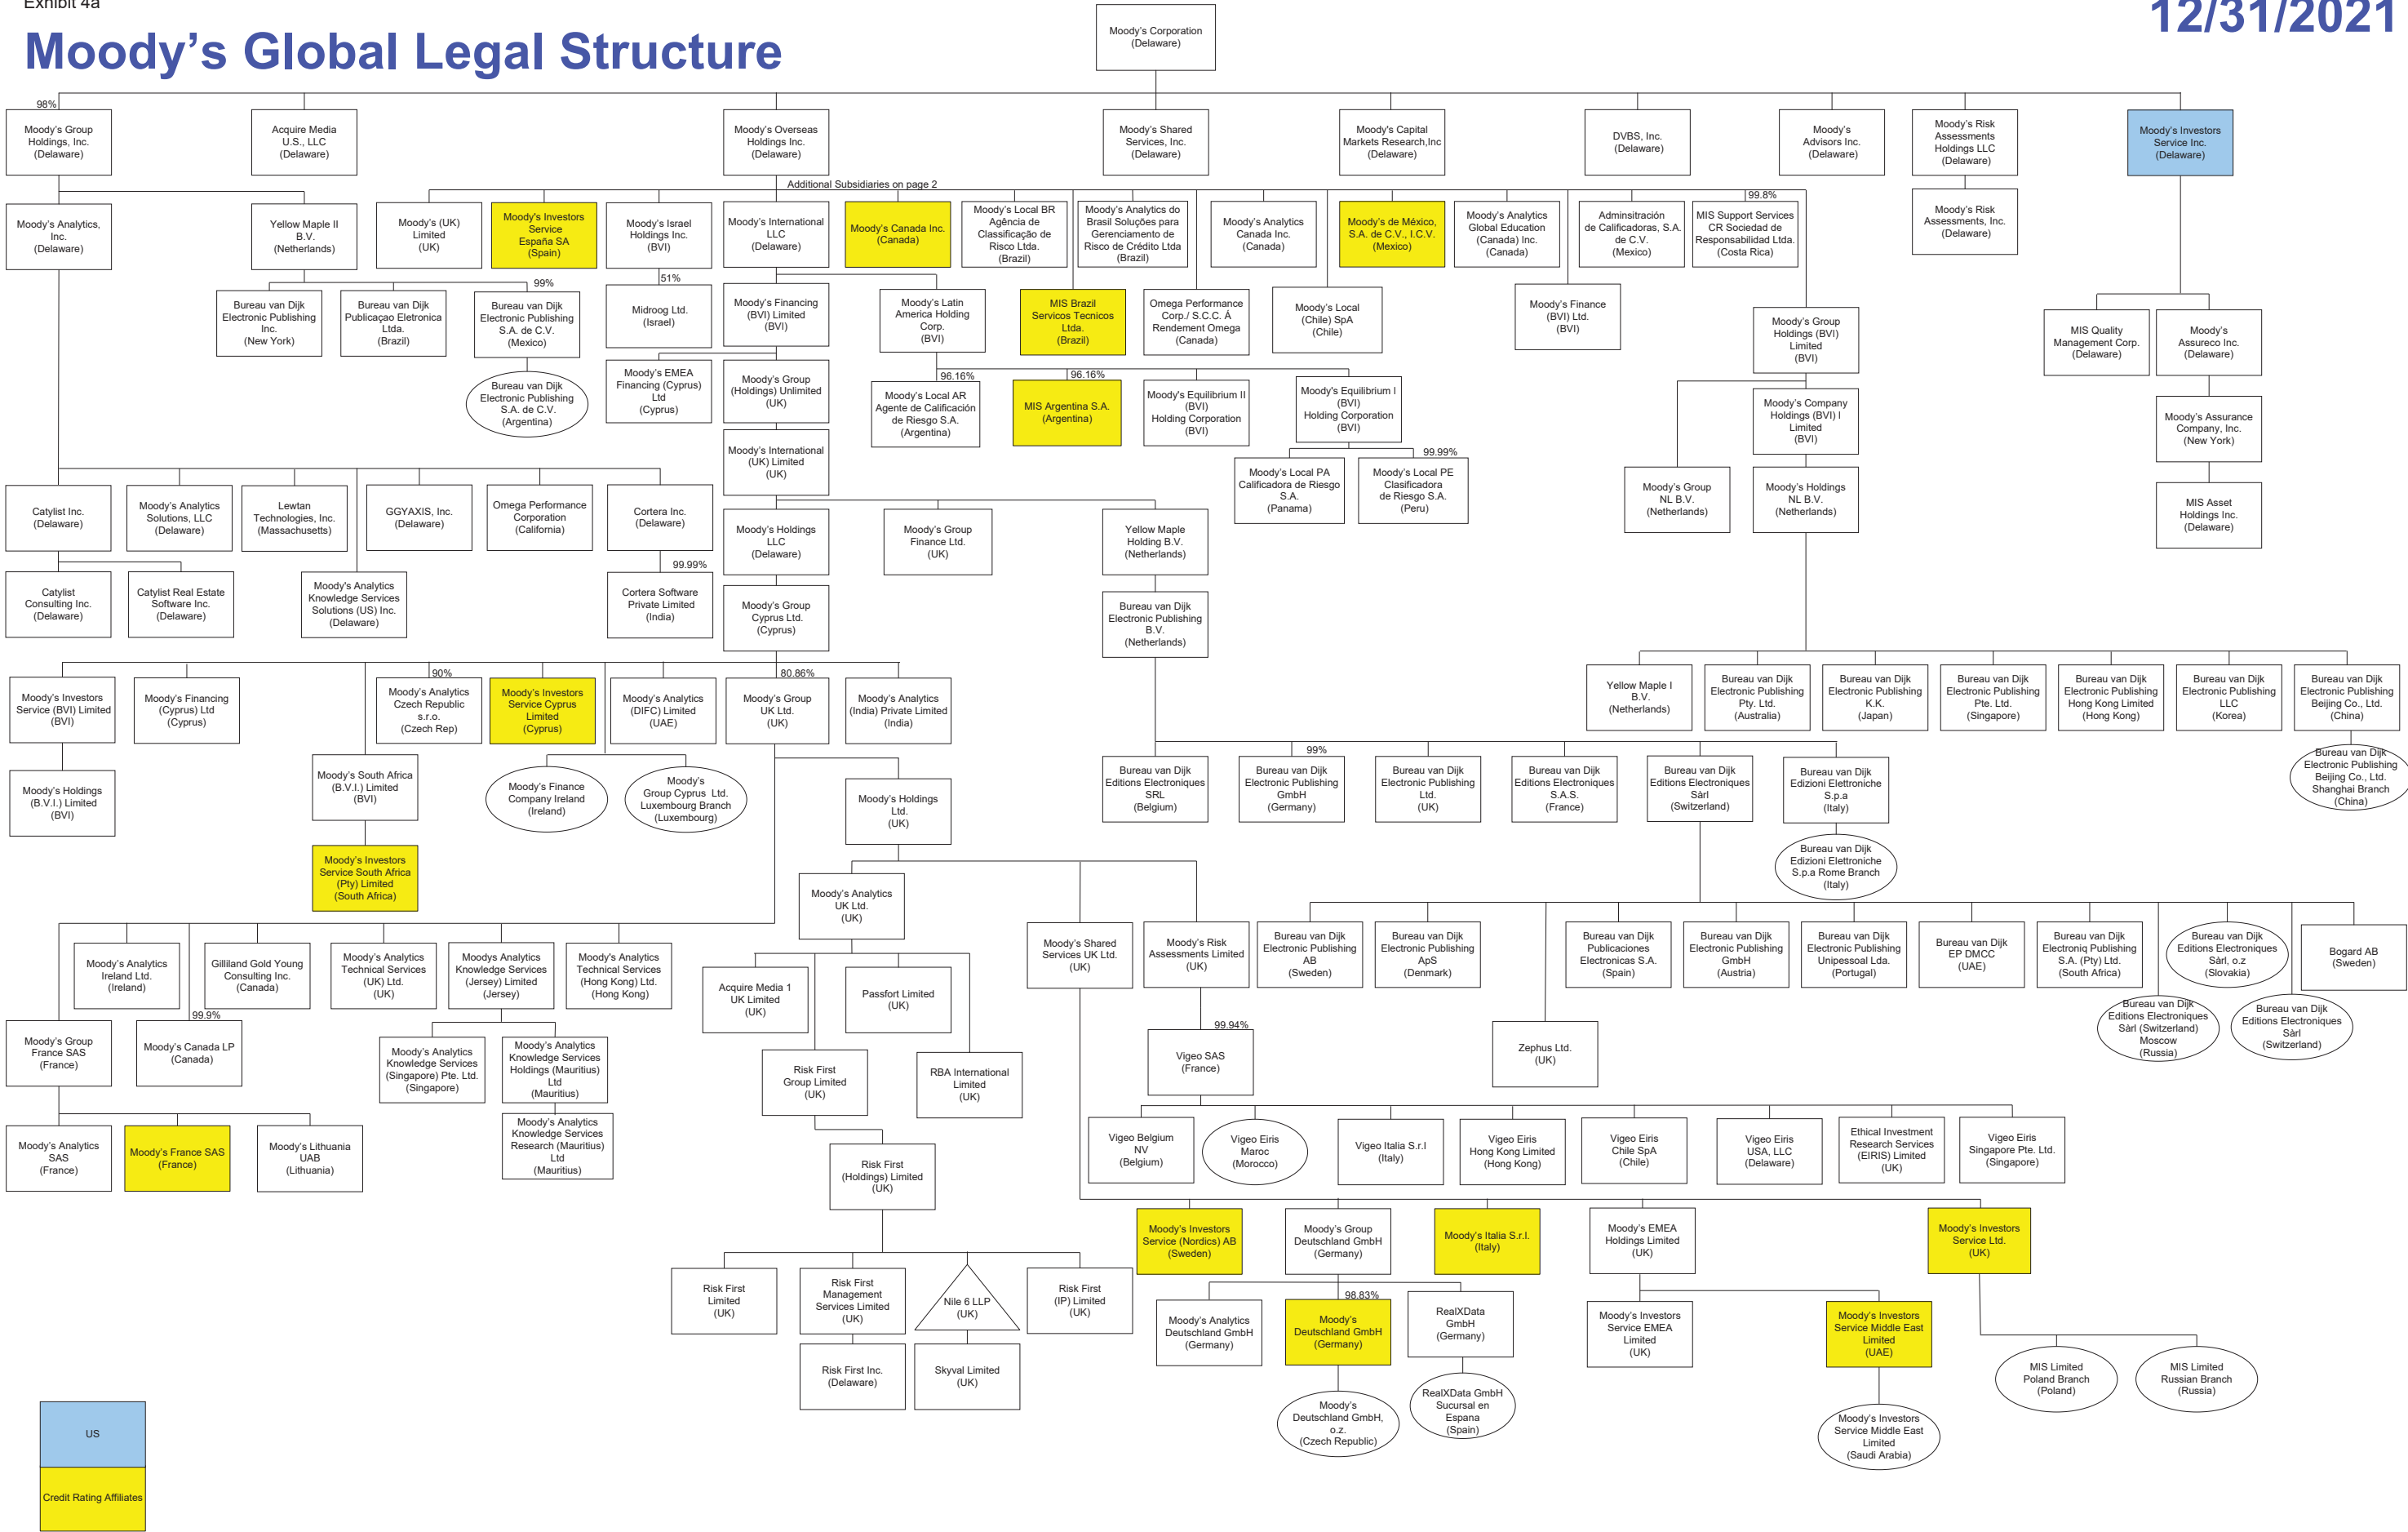 Exhibit 4a
12/31/2021
Moody's Global Legal Structure
Moody's Corporation
(Delaware)
98%
Moody's Group
Holdings, Inc.
(Delaware)
Acquire Media
U.S., LLC
(Delaware)
Moody's Overseas
Holdings Inc.
(Delaware)
Moody's Shared
Services, Inc.
(Delaware)
Moody's Capital
Markets Research,Inc
(Delaware)
DVBS, Inc.
(Delaware)
Moody's
Advisors Inc.
(Delaware)
Moody's Risk
Assessments
Holdings LLC
(Delaware)
Moody's Investors
Service Inc.
(Delaware)
Additional Subsidiaries on page 2
Moody's Analytics,
Inc.
(Delaware)
Yellow Maple II
B.V.
(Netherlands)
Moody's (UK)
Limited
(UK)
Moody's Investors
Service
España SA
(Spain)
Moody's Israel
Holdings Inc.
(BVI)
Moody's International
LLC
(Delaware)
Moody's Canada Inc.
(Canada)
Moody's Local BR
Agência de
Classificação de
Risco Ltda.
(Brazil)
Moody's Analytics do
Brasil Soluções para
Gerenciamento de
Risco de Crédito Ltda
(Brazil)
Moody's Analytics
Canada Inc.
(Canada)
Moody's de México,
S.A. de C.V., I.C.V.
(Mexico)
Moody's Analytics
Global Education
(Canada) Inc.
(Canada)
Adminsitración
de Calificadoras, S.A.
de C.V.
(Mexico)
99.8%
MIS Support Services
CR Sociedad de
Responsabilidad Ltda.
(Costa Rica)
Moody's Risk
Assessments, Inc.
(Delaware)
Bureau van Dijk
Electronic Publishing
Inc.
(New York)
Bureau van Dijk
Publicaçao Eletronica
Ltda.
(Brazil)
99%
Bureau van Dijk
Electronic Publishing
S.A. de C.V.
(Mexico)
51%
Midroog Ltd.
(Israel)
Moody's Financing
(BVI) Limited
(BVI)
Moody's Latin
America Holding
Corp.
(BVI)
MIS Brazil
Servicos Tecnicos
Ltda.
(Brazil)
Omega Performance
Corp./ S.C.C. Á
Rendement Omega
(Canada)
Moody's Local
(Chile) SpA
(Chile)
Moody's Finance
(BVI) Ltd.
(BVI)
Moody's Group
Holdings (BVI)
Limited
(BVI)
MIS Quality
Management Corp.
(Delaware)
Moody's
Assureco Inc.
(Delaware)
Bureau van Dijk
Electronic Publishing
S.A. de C.V.
(Argentina)
Moody's EMEA
Financing (Cyprus)
Ltd
(Cyprus)
Moody's Group
(Holdings) Unlimited
(UK)
96.16%
Moody's Local AR
Agente de Calificación
de Riesgo S.A.
(Argentina)
96.16%
MIS Argentina S.A.
(Argentina)
Moody's Equilibrium II
(BVI)
Holding Corporation
(BVI)
Moody's Equilibrium I
(BVI)
Holding Corporation
(BVI)
Moody's Company
Holdings (BVI) I
Limited
(BVI)
Moody's Assurance
Company, Inc.
(New York)
Moody's International
(UK) Limited
(UK)
Moody's Local PA
Calificadora de Riesgo
S.A.
(Panama)
99.99%
Moody's Local PE
Clasificadora
de Riesgo S.A.
(Peru)
Moody's Group
NL B.V.
(Netherlands)
Moody's Holdings
NL B.V.
(Netherlands)
MIS Asset
Holdings Inc.
(Delaware)
Catylist Inc.
(Delaware)
Moody's Analytics
Solutions, LLC
(Delaware)
Lewtan
Technologies, Inc.
(Massachusetts)
GGYAXIS, Inc.
(Delaware)
Omega Performance
Corporation
(California)
Cortera Inc.
(Delaware)
Moody's Holdings
LLC
(Delaware)
Moody's Group
Finance Ltd.
(UK)
Yellow Maple
Holding B.V.
(Netherlands)
Catylist
Consulting Inc.
(Delaware)
Catylist Real Estate
Software Inc.
(Delaware)
Moody's Analytics
Knowledge Services
Solutions (US) Inc.
(Delaware)
99.99%
Cortera Software
Private Limited
(India)
Moody's Group
Cyprus Ltd.
(Cyprus)
Bureau van Dijk
Electronic Publishing
B.V.
(Netherlands)
Moody's Investors
Service (BVI) Limited
(BVI)
Moody's Financing
(Cyprus) Ltd
(Cyprus)
90%
Moody's Analytics
Czech Republic
s.r.o.
(Czech Rep)
Moody's Investors
Service Cyprus
Limited
(Cyprus)
Moody's Analytics
(DIFC) Limited
(UAE)
80.86%
Moody's Group
UK Ltd.
(UK)
Moody's Analytics
(India) Private Limited
(India)
Yellow Maple I
B.V.
(Netherlands)
Bureau van Dijk
Electronic Publishing
Pty. Ltd.
(Australia)
Bureau van Dijk
Electronic Publishing
K.K.
(Japan)
Bureau van Dijk
Electronic Publishing
Pte. Ltd.
(Singapore)
Bureau van Dijk
Electronic Publishing
Hong Kong Limited
(Hong Kong)
Bureau van Dijk
Electronic Publishing
LLC
(Korea)
Bureau van Dijk
Electronic Publishing
Beijing Co., Ltd.
(China)
Moody's Holdings
(B.V.I.) Limited
(BVI)
Moody's South Africa
(B.V.I.) Limited
(BVI)
Moody's Finance
Company Ireland
(Ireland)
Moody's
Group Cyprus Ltd.
Luxembourg Branch
(Luxembourg)
Moody's Holdings
Ltd.
(UK)
Bureau van Dijk
Editions Electroniques
SRL
(Belgium)
99%
Bureau van Dijk
Electronic Publishing
GmbH
(Germany)
Bureau van Dijk
Electronic Publishing
Ltd.
(UK)
Bureau van Dijk
Editions Electroniques
S.A.S.
(France)
Bureau van Dijk
Editions Electroniques
Sàrl
(Switzerland)
Bureau van Dijk
Edizioni Elettroniche
S.p.a
(Italy)
Bureau van Dijk
Electronic Publishing
Beijing Co., Ltd.
Shanghai Branch
(China)
Moody's Investors
Service South Africa
(Pty) Limited
(South Africa)
Moody's Analytics
UK Ltd.
(UK)
Bureau van Dijk
Edizioni Elettroniche
S.p.a Rome Branch
(Italy)
Moody's Analytics
Ireland Ltd.
(Ireland)
Gilliland Gold Young
Consulting Inc.
(Canada)
Moody's Analytics
Technical Services
(UK) Ltd.
(UK)
Moodys Analytics
Knowledge Services
(Jersey) Limited
(Jersey)
Moody's Analytics
Technical Services
(Hong Kong) Ltd.
(Hong Kong)
Acquire Media 1
UK Limited
(UK)
Passfort Limited
(UK)
Moody's Shared
Services UK Ltd.
(UK)
Moody's Risk
Assessments Limited
(UK)
Bureau van Dijk
Electronic Publishing
AB
(Sweden)
Bureau van Dijk
Electronic Publishing
ApS
(Denmark)
Bureau van Dijk
Publicaciones
Electronicas S.A.
(Spain)
Bureau van Dijk
Electronic Publishing
GmbH
(Austria)
Bureau van Dijk
Electronic Publishing
Unipessoal Lda.
(Portugal)
Bureau van Dijk
EP DMCC
(UAE)
Bureau van Dijk
Electroniq Publishing
S.A. (Pty) Ltd.
(South Africa)
Bureau van Dijk
Editions Electroniques
Sàrl, o.z
(Slovakia)
Bogard AB
(Sweden)
Bureau van Dijk
Editions Electroniques
Sàrl (Switzerland)
Moscow
(Russia)
Bureau van Dijk
Editions Electroniques
Sàrl
(Switzerland)
Moody's Group
France SAS
(France)
99.9%
Moody's Canada LP
(Canada)
Moody's Analytics
Knowledge Services
(Singapore) Pte. Ltd.
(Singapore)
Moody's Analytics
Knowledge Services
Holdings (Mauritius)
Ltd
(Mauritius)
Risk First
Group Limited
(UK)
RBA International
Limited
(UK)
99.94%
Vigeo SAS
(France)
Zephus Ltd.
(UK)
Moody's Analytics
SAS
(France)
Moody's France SAS
(France)
Moody's Lithuania
UAB
(Lithuania)
Moody's Analytics
Knowledge Services
Research (Mauritius)
Ltd
(Mauritius)
Risk First
(Holdings) Limited
(UK)
Vigeo Belgium
NV
(Belgium)
Vigeo Eiris
Maroc
(Morocco)
Vigeo Italia S.r.l
(Italy)
Vigeo Eiris
Hong Kong Limited
(Hong Kong)
Vigeo Eiris
Chile SpA
(Chile)
Vigeo Eiris
USA, LLC
(Delaware)
Ethical Investment
Research Services
(EIRIS) Limited
(UK)
Vigeo Eiris
Singapore Pte. Ltd.
(Singapore)
Moody's Investors
Service (Nordics) AB
(Sweden)
Moody's Group
Deutschland GmbH
(Germany)
Moody's Italia S.r.l.
(Italy)
Moody's EMEA
Holdings Limited
(UK)
Moody's Investors
Service Ltd.
(UK)
Risk First
Limited
(UK)
Risk First
Management
Services Limited
(UK)
Nile 6 LLP
(UK)
Risk First
(IP) Limited
(UK)
Moody's Analytics
Deutschland GmbH
(Germany)
98.83%
Moody's
Deutschland GmbH
(Germany)
RealXData
GmbH
(Germany)
Moody's Investors
Service EMEA
Limited
(UK)
Moody's Investors
Service Middle East
Limited
(UAE)
MIS Limited
Poland Branch
(Poland)
MIS Limited
Russian Branch
(Russia)
Risk First Inc.
(Delaware)
Skyval Limited
(UK)
Moody's
Deutschland GmbH,
o.z.
(Czech Republic)
RealXData GmbH
Sucursal en
Espana
(Spain)
Moody's Investors
Service Middle East
Limited
(Saudi Arabia)
US
Credit Rating Affiliates